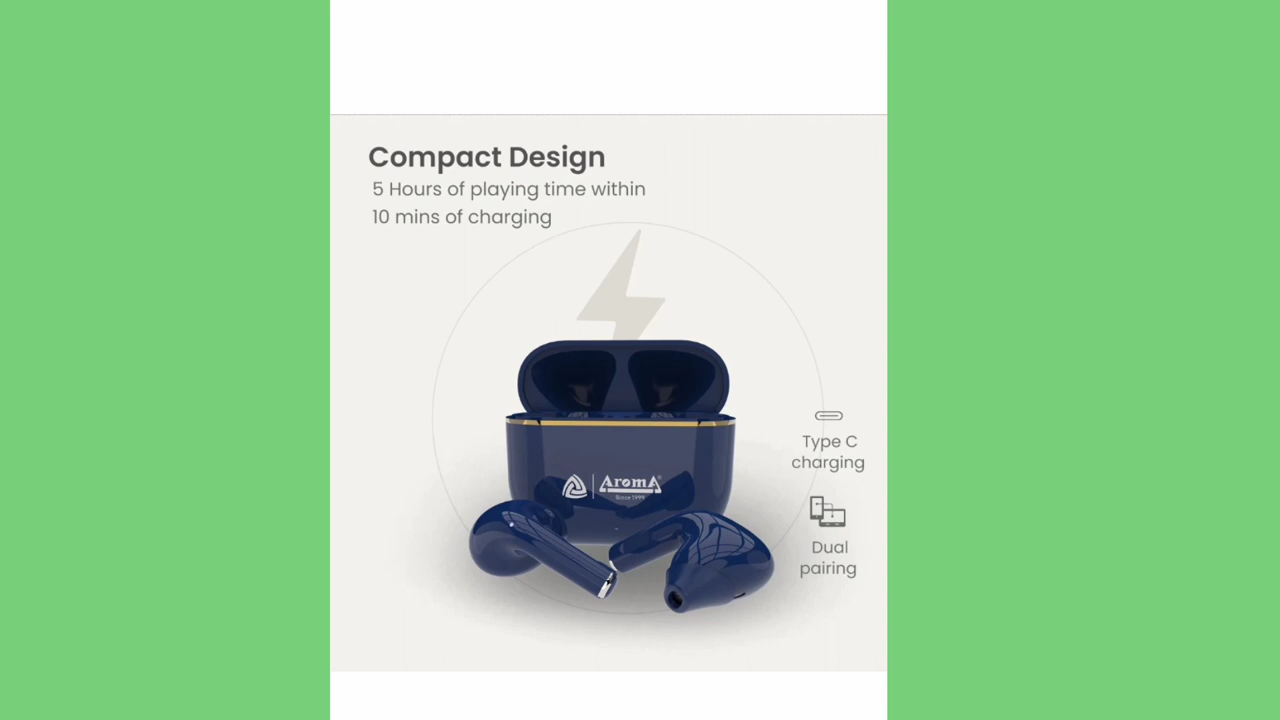 Compact Design
5 Hours of playing time within
10 mins of charging
AromA
Since 1999
Type C
charging
Dual
pairing